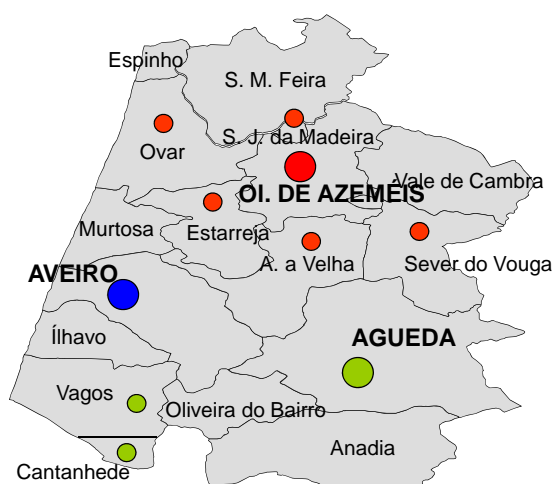 Espinho
S. M. Feira
S. J. da Madeira
Ovar
Vale de Cambra
OI. DE AZEMÉIS
Murtosa
Estarreja
A. a Velha
Sever do Vouga
AVEIRO
Ílhavo
AGUEDA
Vagos
Oliveira do Bairro
Anadia
Cantanhede